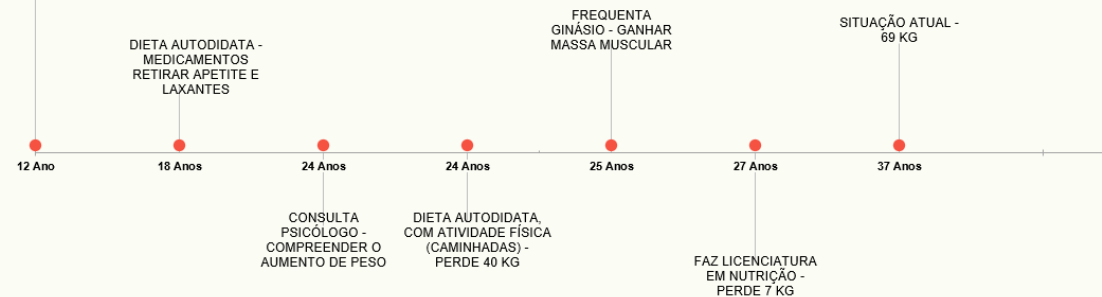 FREQUENTA
GINÁSIO - GANHAR
MASSA MUSCULAR
SITUAÇÃO ATUAL -
69 KG
DIETA AUTODIDATA -
MEDICAMENTOS
RETIRAR APETITE E
LAXANTES
12 Ano
18 Anos
24 Anos
24 Anos
25 Anos
27 Anos
37 Anos
CONSULTA
PSICÓLOGO -
COMPREENDER O
AUMENTO DE PESO
DIETA AUTODIDATA,
COM ATIVIDADE FÍSICA
(CAMINHADAS) -
PERDE 40 KG
FAZ LICENCIATURA
EM NUTRIÇÃO -
PERDE 7 KG